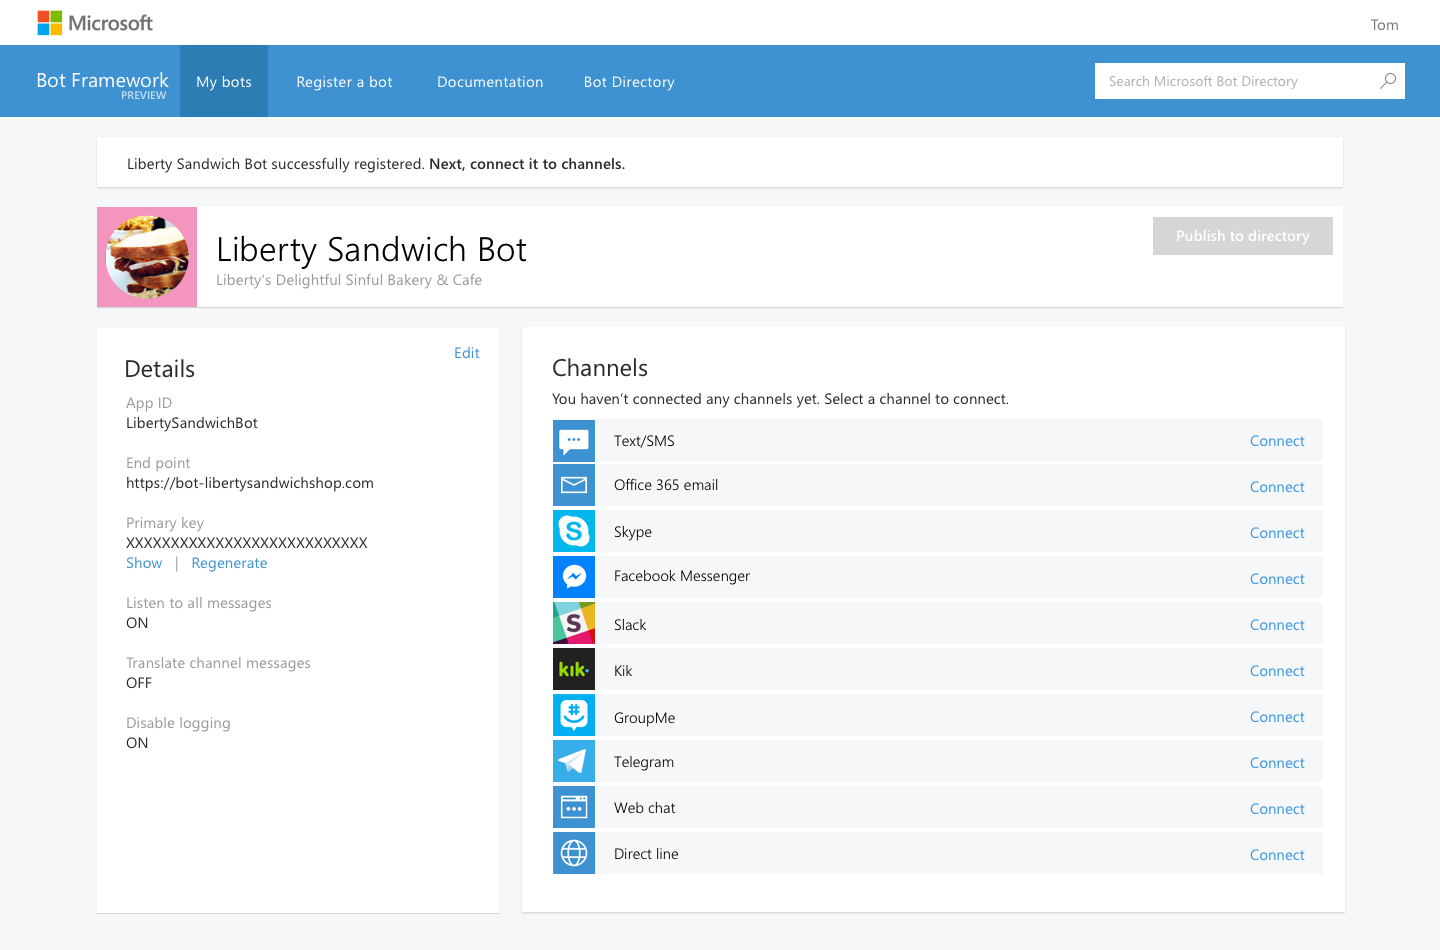 Microsoft
Tom
Bot Framework
PREVIEW
My bots
Register a bot
Documentation
Bot Directory
Search Microsoft Bot Directory
Liberty Sandwich Bot successfully registered. Next, connect it to channels.
Liberty Sandwich Bot
Liberty's Delightful Sinful Bakery & Cafe
Publish to directory
Details
Edit
App ID
LibertySandwichBot
End point
https://bot-libertysandwichshop.com
Primary key
XXXXXXXXXXXXXXXXXXXXXXXXXXX
Show | Regenerate
Listen to all messages
ON
Translate channel messages
OFF
Disable logging
ON
Channels
You haven’t connected any channels yet. Select a channel to connect.
Text/SMS Connect
Office 365 email Connect
Skype Connect
Facebook Messenger Connect
Slack Connect
kik. Kik Connect
GroupMe Connect
Telegram Connect
Web chat Connect
Direct line Connect